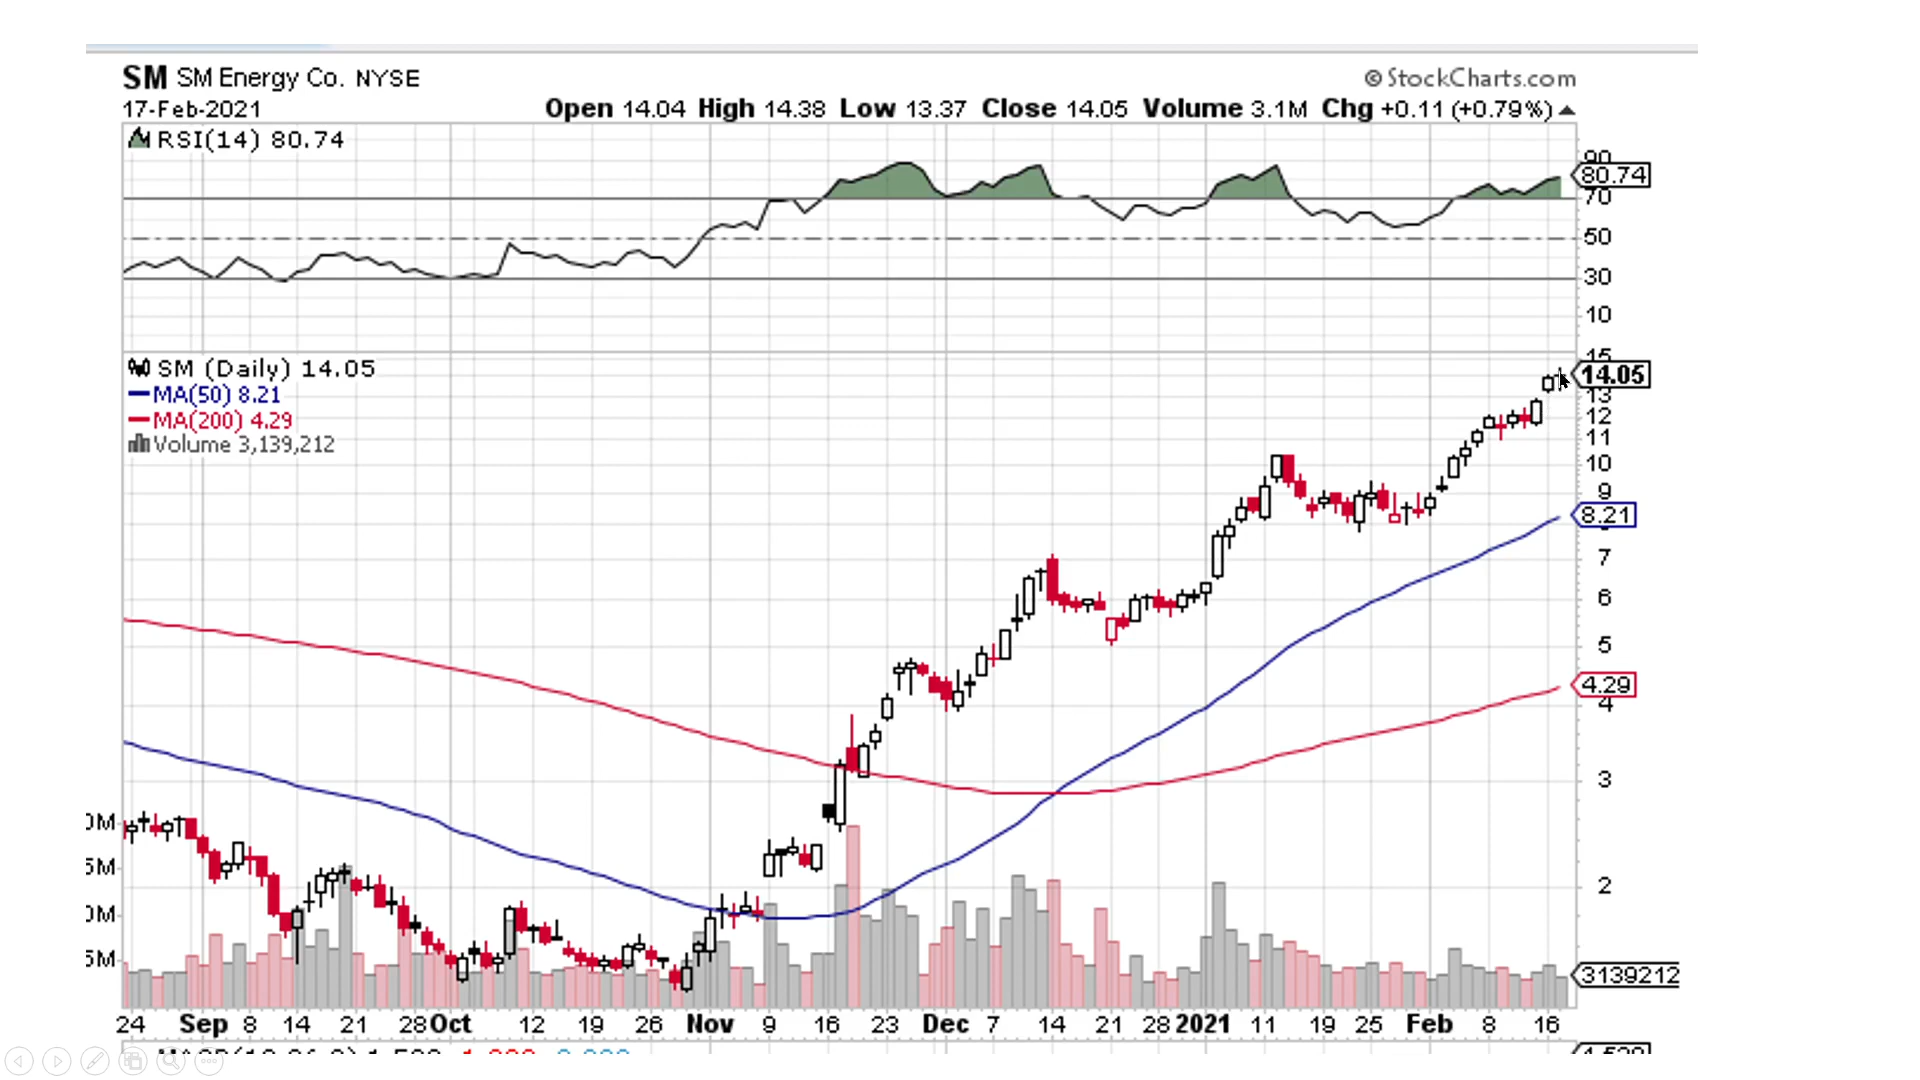 SM SM Energy Co. NYSE © StockCharts.com
17-Feb-2021 Open 14.04 High 14.38 Low 13.37 Close 14.05 Volume 3.1M Chg +0.11 (+0.79%)
RSI(14) 80.74
90
80.74
70
50
30
10
15
SM (Daily) 14.05
14.05
MA(50) 8.21
13
MA(200) 4.29
12
Volume 3,139,212
11
10
9
8.21
7
6
5
4.29
4
3
2
3139212
24 Sep 8 14 21 28 Oct 12 19 26 Nov 9 16 23 Dec 7 14 21 28 2021 11 19 25 Feb 8 16